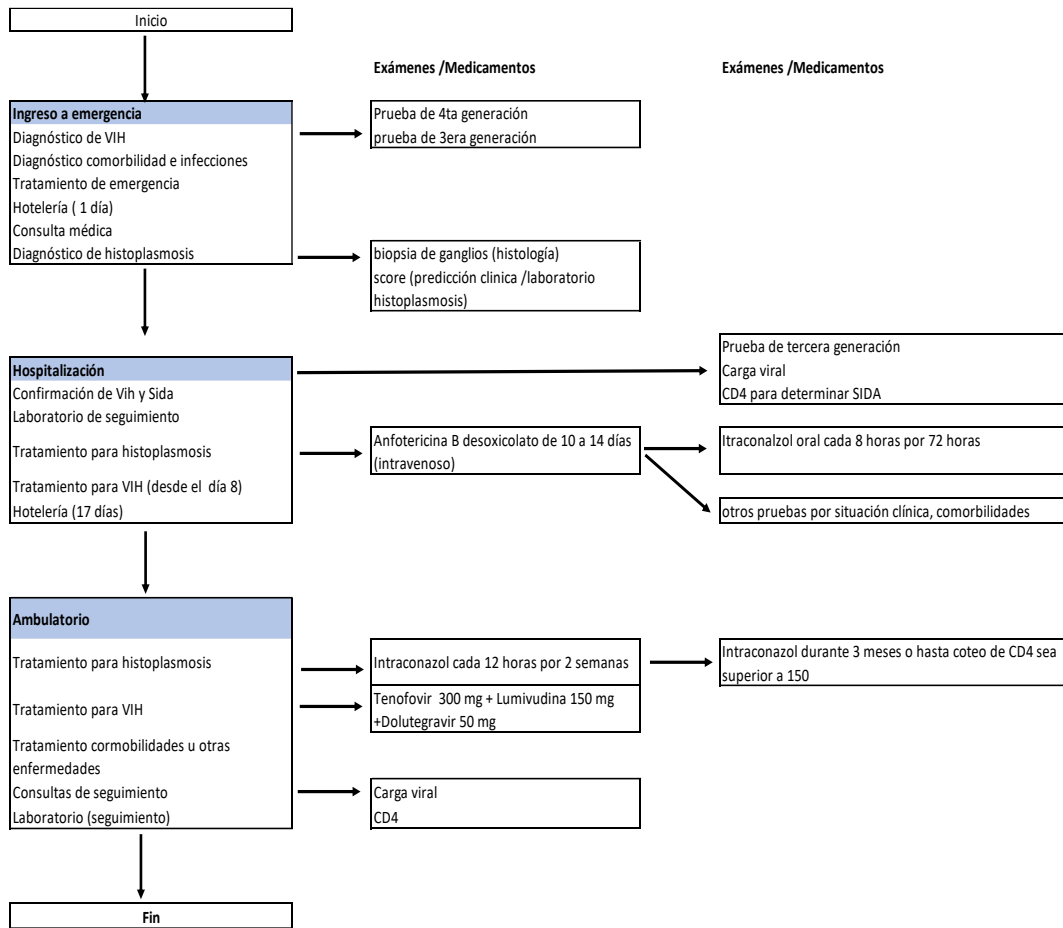 Inicio
Exámenes /Medicamentos
Exámenes /Medicamentos
Ingreso a emergencia
Diagnóstico de VIH
Diagnóstico comorbilidad e infecciones
Tratamiento de emergencia
Hotelería ( 1 día)
Consulta médica
Diagnóstico de histoplasmosis
Prueba de 4ta generación
prueba de 3era generación
biopsia de ganglios (histología)
score (predicción clinica /laboratorio
histoplasmosis)
Hospitalización
Confirmación de Vih y Sida
Laboratorio de seguimiento
Tratamiento para histoplasmosis
Tratamiento para VIH (desde el día 8)
Hotelería (17 días)
Prueba de tercera generación
Carga viral
CD4 para determinar SIDA
Anfotericina B desoxicolato de 10 a 14 días
(intravenoso)
Itraconalzol oral cada 8 horas por 72 horas
otros pruebas por situación clínica, comorbilidades
Ambulatorio
Tratamiento para histoplasmosis
Tratamiento para VIH
Tratamiento cormobilidades u otras
enfermedades
Consultas de seguimiento
Laboratorio (seguimiento)
Intraconazol cada 12 horas por 2 semanas
Tenofovir 300 mg + Lumivudina 150 mg
+Dolutegravir 50 mg
Intraconazol durante 3 meses o hasta coteo de CD4 sea
superior a 150
Carga viral
CD4
Fin